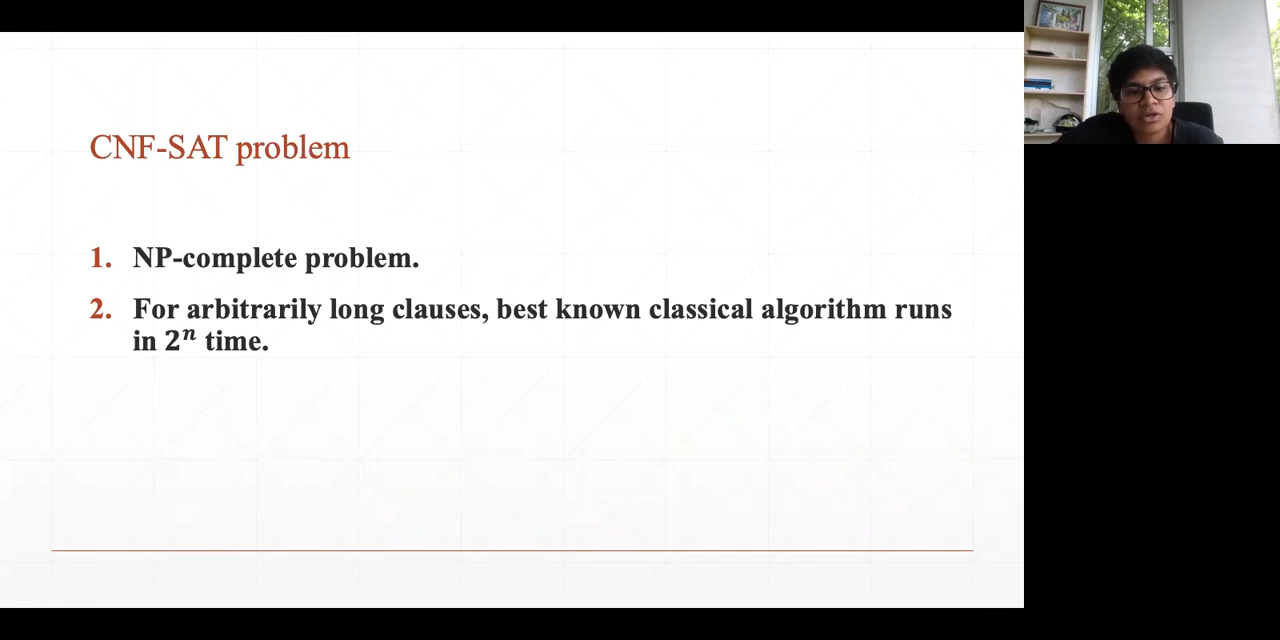 CNF-SAT problem
1. NP-complete problem.
2. For arbitrarily long clauses, best known classical algorithm runs
in 2ⁿ time.